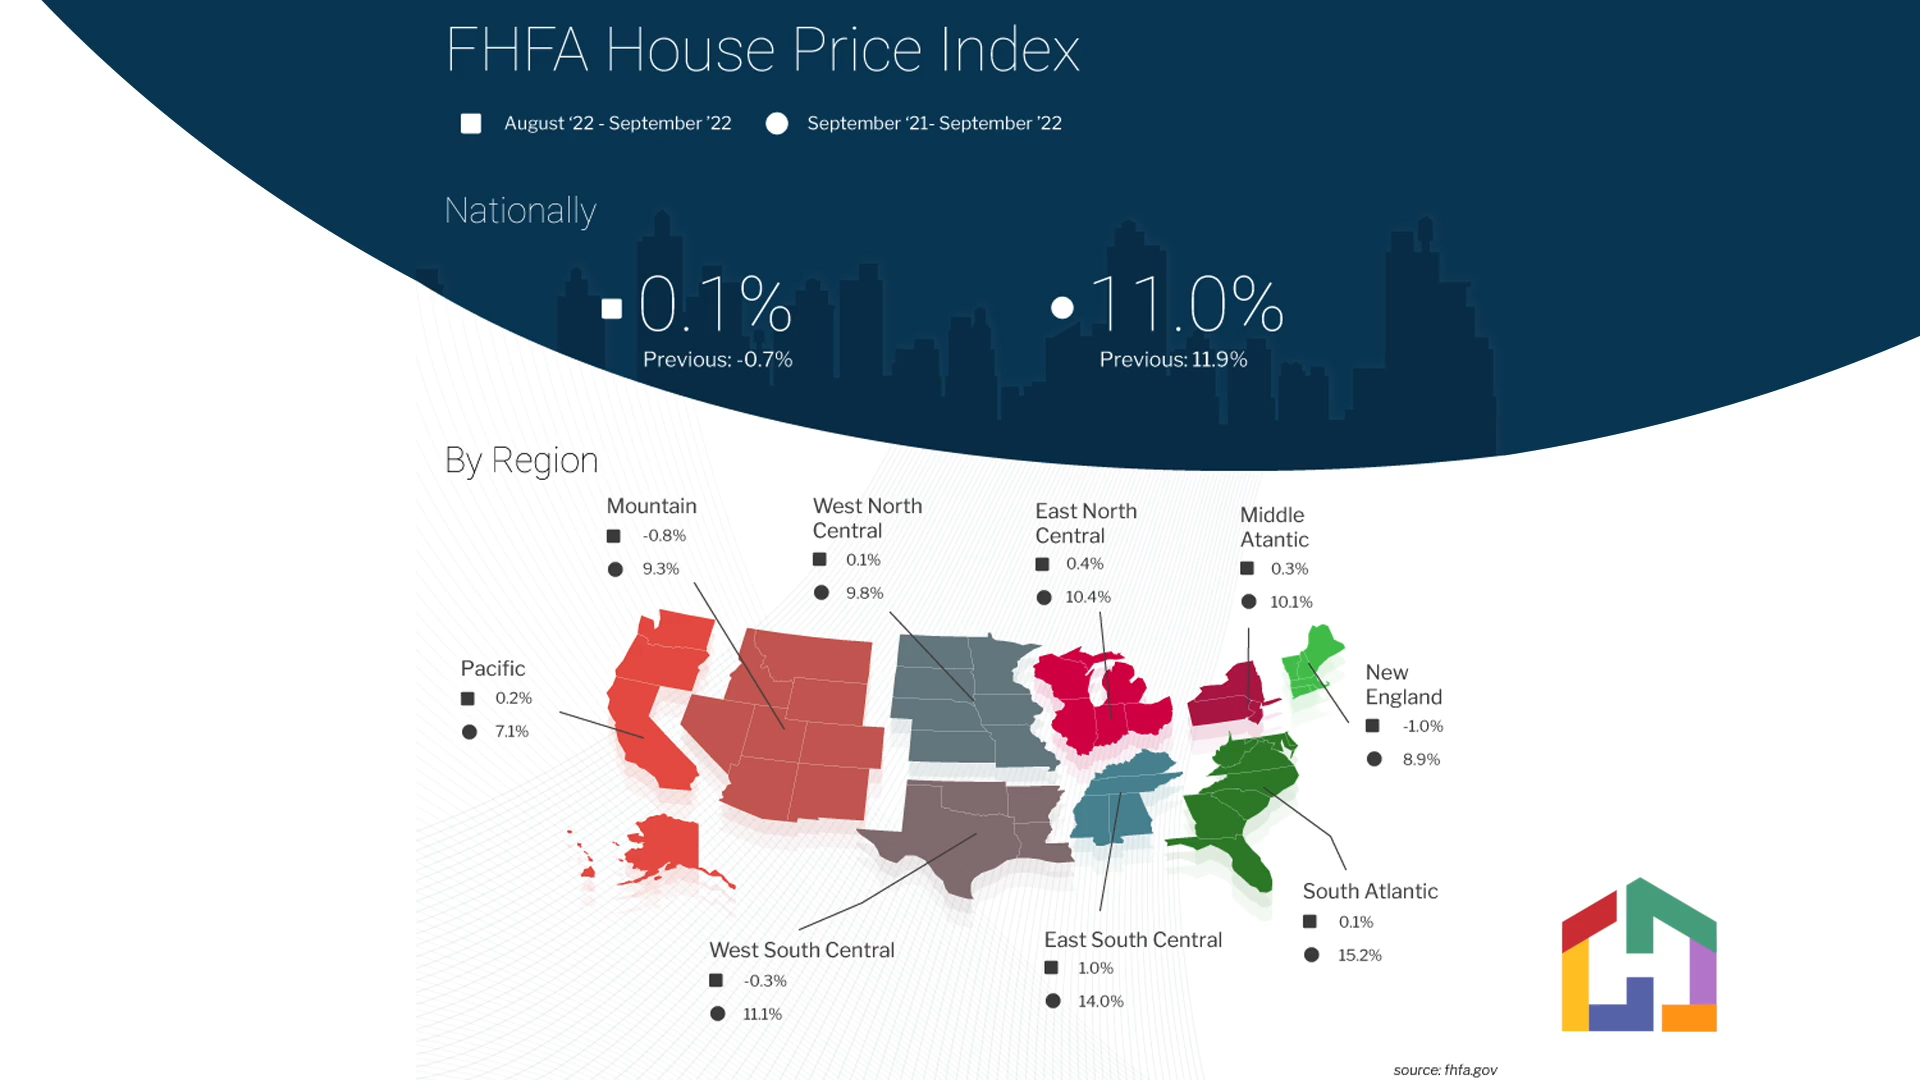 FHFA House Price Index
August ‘22 - September ’22
September ‘21- September ’22
Nationally
0.1%
Previous: -0.7%
11.0%
Previous: 11.9%
By Region
Mountain
-0.8%
9.3%
West North
Central
0.1%
9.8%
East North
Central
0.4%
10.4%
Middle
Atantic
0.3%
10.1%
Pacific
0.2%
7.1%
New
England
-1.0%
8.9%
South Atlantic
0.1%
15.2%
West South Central
-0.3%
11.1%
East South Central
1.0%
14.0%
source: fhfa.gov